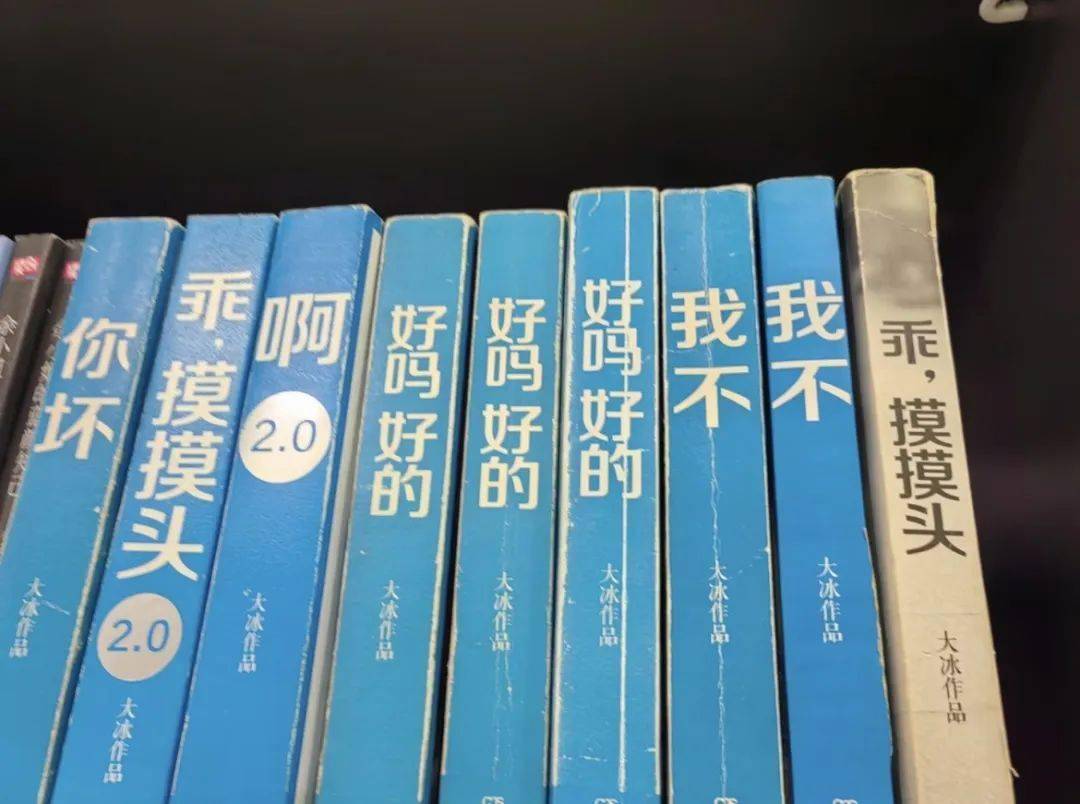 你坏
大冰作品
乖，摸摸头
2.0
大冰作品
啊
2.0
大冰作品
好吗好的
大冰作品
好吗好的
大冰作品
好吗好的
大冰作品
我不
大冰作品
我不
大冰作品
乖，摸摸头
大冰作品